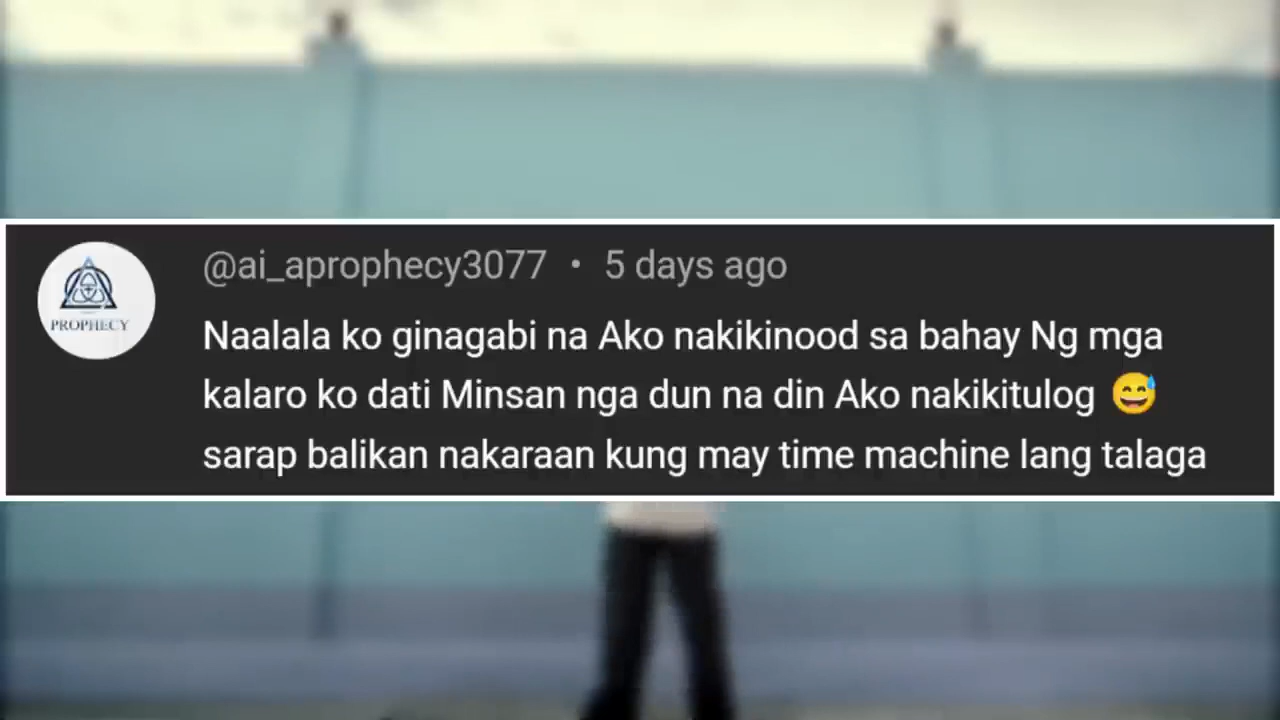 @ai_aprophecy3077 • 5 days ago
PROPHECY
Naalala ko ginagabi na Ako nakikinood sa bahay Ng mga
kalaro ko dati Minsan nga dun na din Ako nakikitulog 😅
sarap balikan nakaraan kung may time machine lang talaga